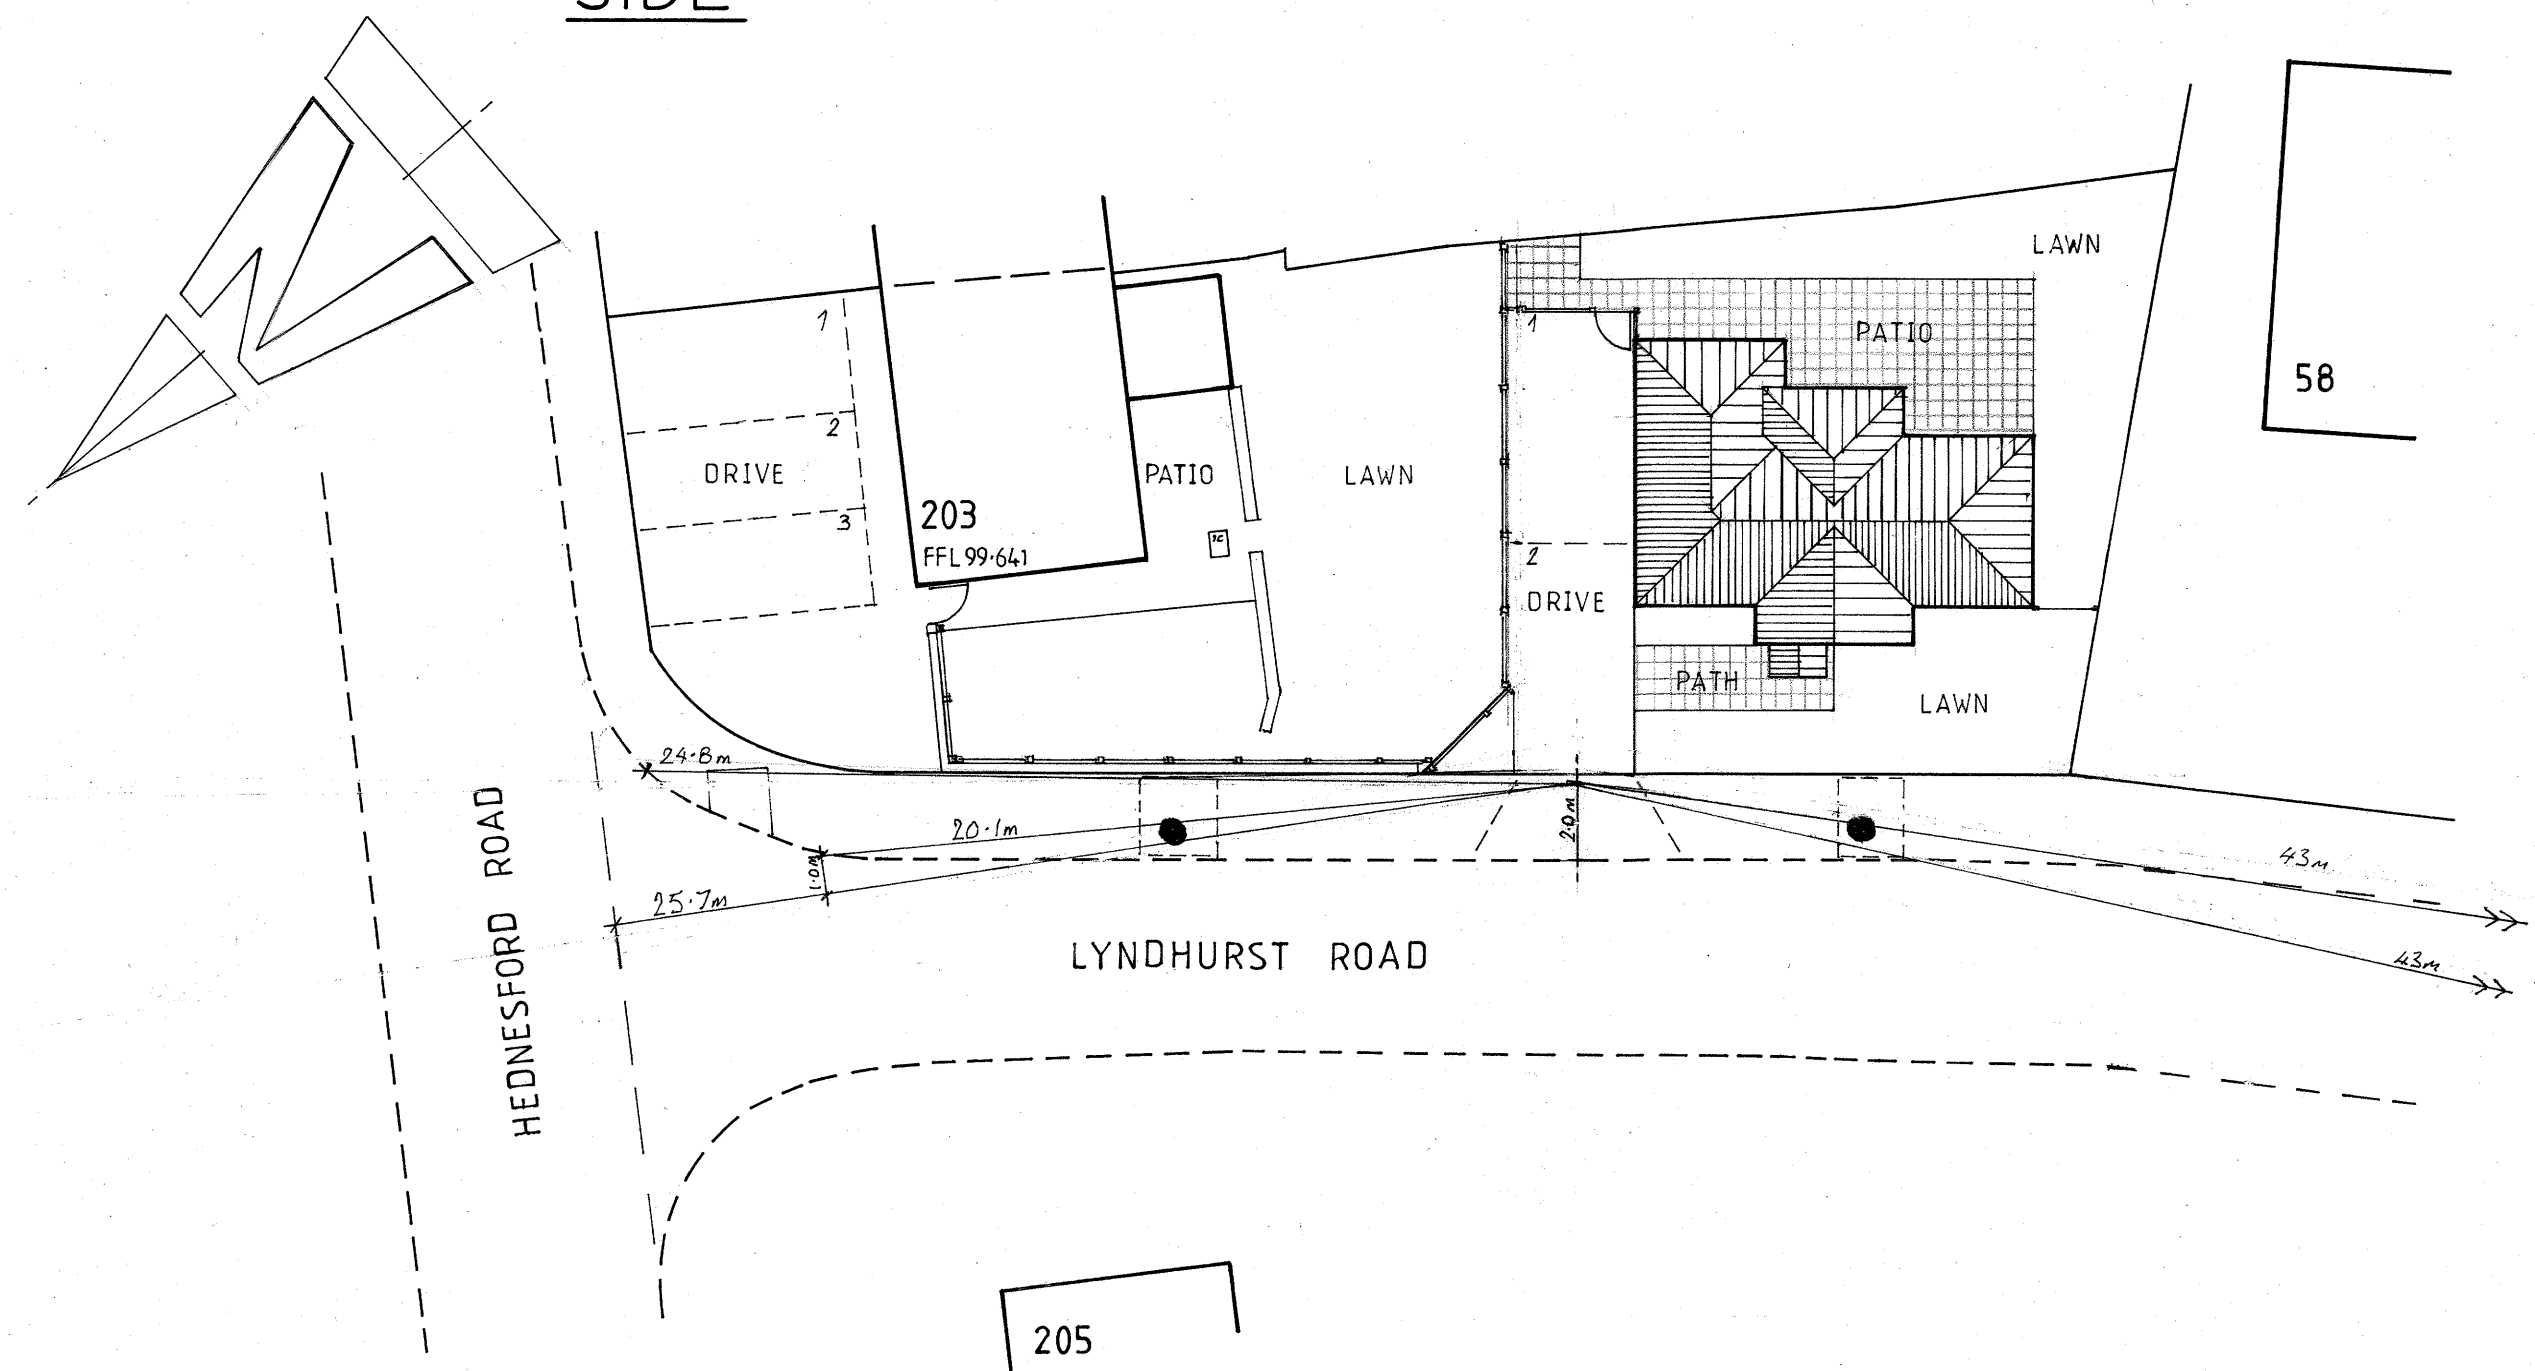 SIDE
N
LAWN
1
1
PATIO
58
2
DRIVE
PATIO
LAWN
203
3
FFL 99.641
IC
2
DRIVE
PATH
LAWN
24.8m
20.1m
2.0m
1.0m
43m
25.7m
LYNDHURST ROAD
43m
HEDNESFORD ROAD
205